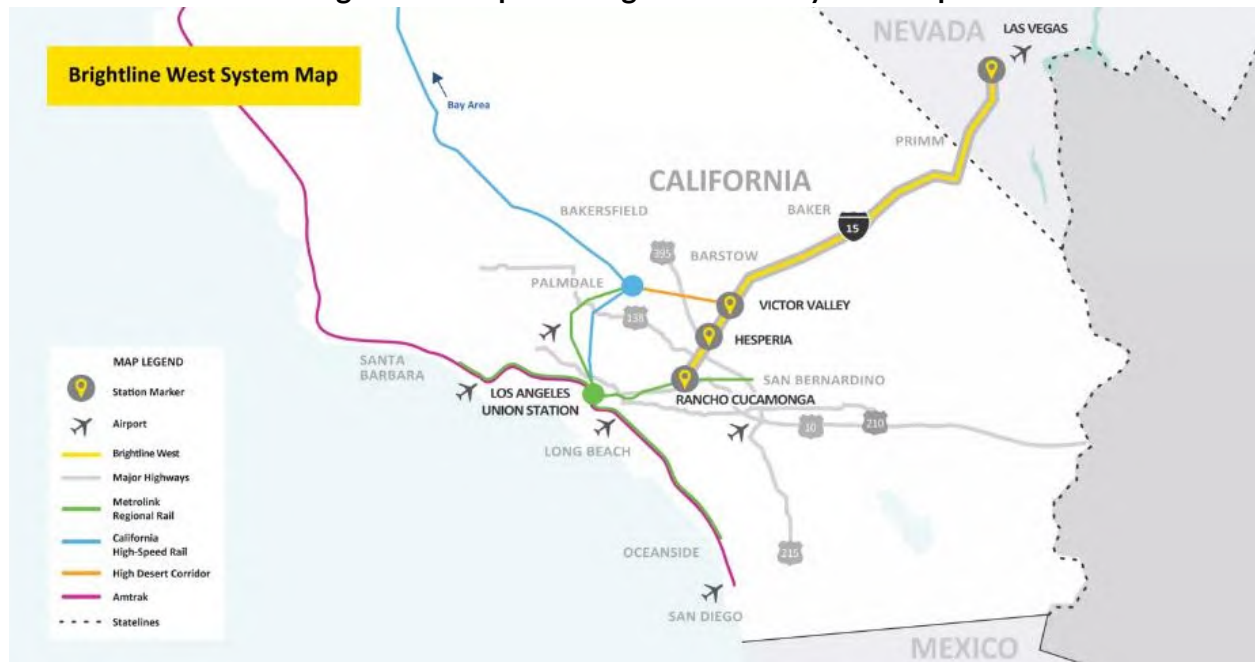 Brightline West System Map
Bay Area
NEVADA
LAS VEGAS
PRIMM
CALIFORNIA
BAKERSFIELD
BAKER
15
395
BARSTOW
PALMDALE
138
VICTOR VALLEY
HESPERIA
SANTA
BARBARA
LOS ANGELES
UNION STATION
SAN BERNARDINO
RANCHO CUCAMONGA
10
210
LONG BEACH
OCEANSIDE
215
SAN DIEGO
MEXICO
MAP LEGEND
Station Marker
Airport
Brightline West
Major Highways
Metrolink
Regional Rail
California
High-Speed Rail
High Desert Corridor
Amtrak
Statelines